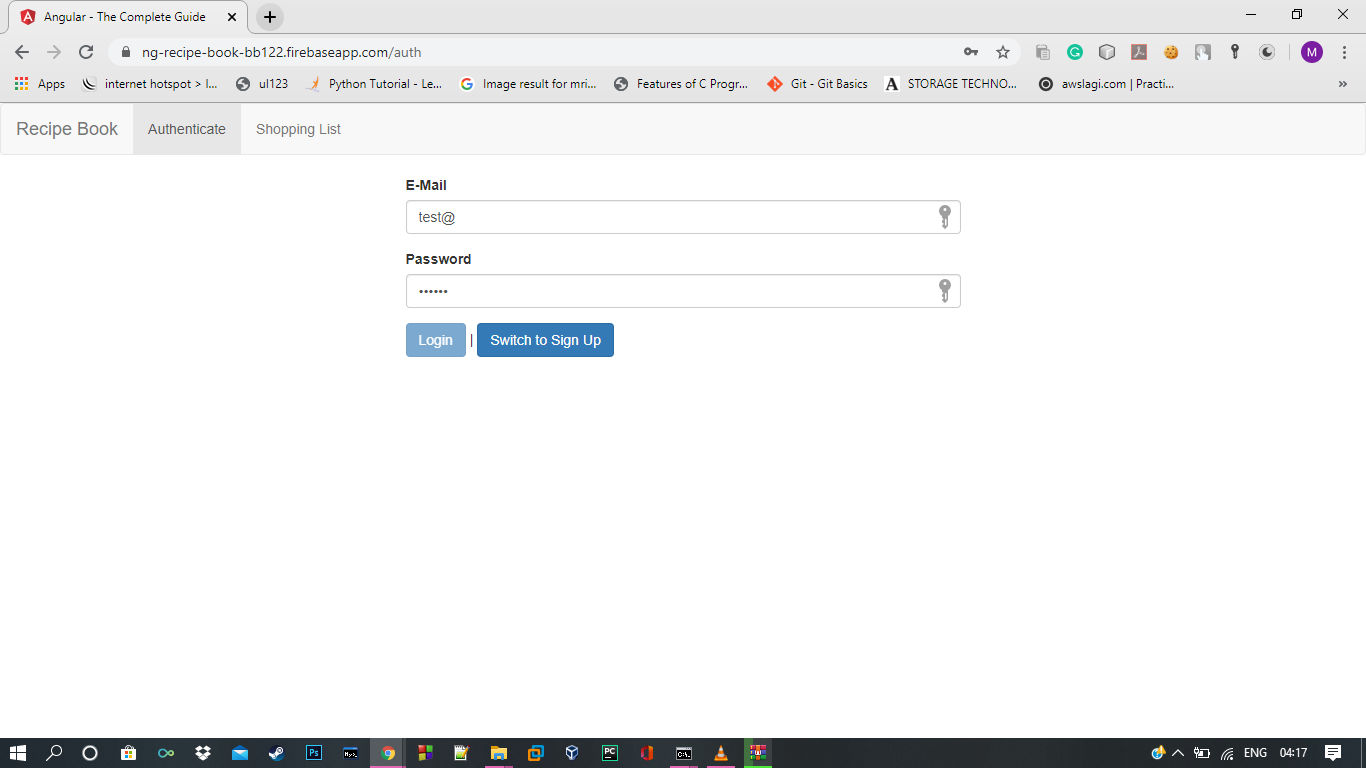 Angular - The Complete Guide
ng-recipe-book-bb122.firebaseapp.com/auth
M
Apps internet hotspot > l... ul123 Python Tutorial - Le... Image result for mri... Features of C Progr... Git - Git Basics STORAGE TECHNO... awslagi.com | Practi... »
Recipe Book Authenticate Shopping List
E-Mail
test@
Password
••••••
Login | Switch to Sign Up
ENG 04:17